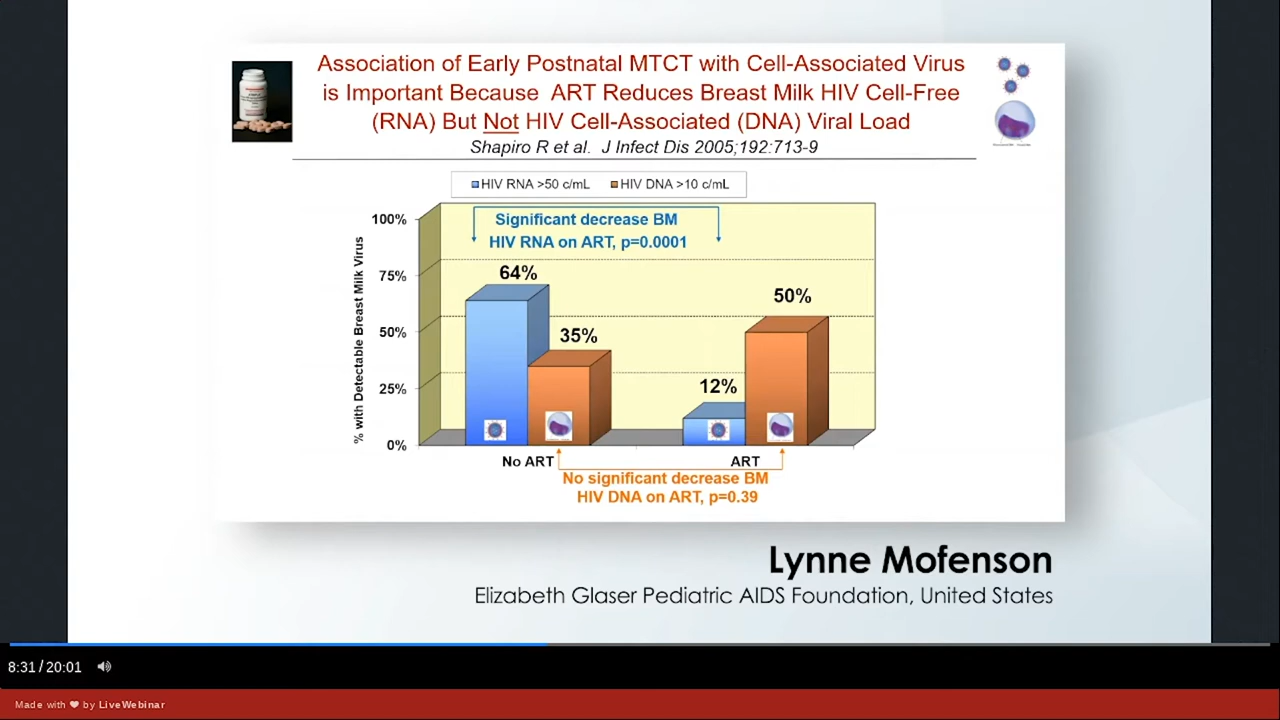 Association of Early Postnatal MTCT with Cell-Associated Virus
is Important Because ART Reduces Breast Milk HIV Cell-Free
(RNA) But Not HIV Cell-Associated (DNA) Viral Load
Shapiro R et al. J Infect Dis 2005;192:713-9
HIV RNA >50 c/mL HIV DNA >10 c/mL
% with Detectable Breast Milk Virus
100%
75%
50%
25%
0%
Significant decrease BM
HIV RNA on ART, p=0.0001
64%
35%
12%
50%
No ART
ART
No significant decrease BM
HIV DNA on ART, p=0.39
Lynne Mofenson
Elizabeth Glaser Pediatric AIDS Foundation, United States
8:31 / 20:01
Made with ❤ by LiveWebinar